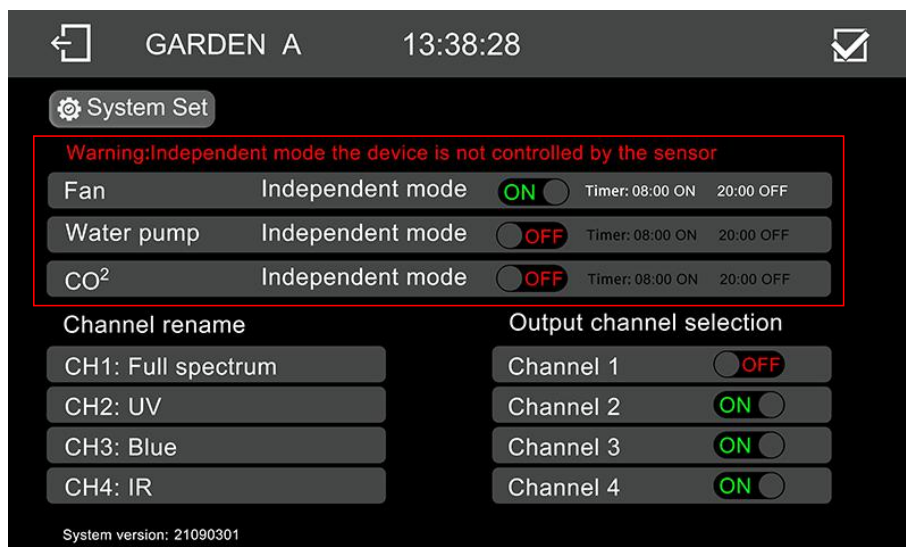 GARDEN A 13:38:28
System Set
Warning:Independent mode the device is not controlled by the sensor
Fan Independent mode ON Timer: 08:00 ON 20:00 OFF
Water pump Independent mode OFF Timer: 08:00 ON 20:00 OFF
CO² Independent mode OFF Timer: 08:00 ON 20:00 OFF
Channel rename Output channel selection
CH1: Full spectrum Channel 1 OFF
CH2: UV Channel 2 ON
CH3: Blue Channel 3 ON
CH4: IR Channel 4 ON
System version: 21090301